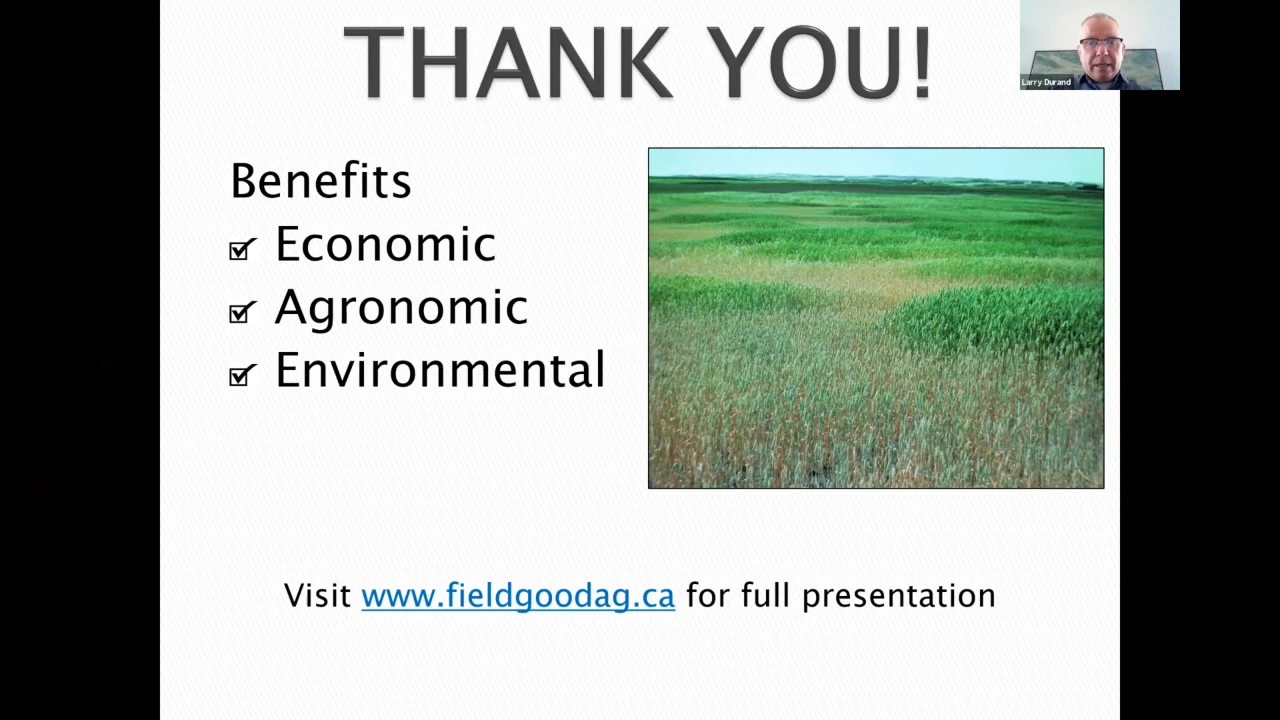 THANK YOU!
Larry Durand
Benefits
Economic
Agronomic
Environmental
Visit www.fieldgoodag.ca for full presentation